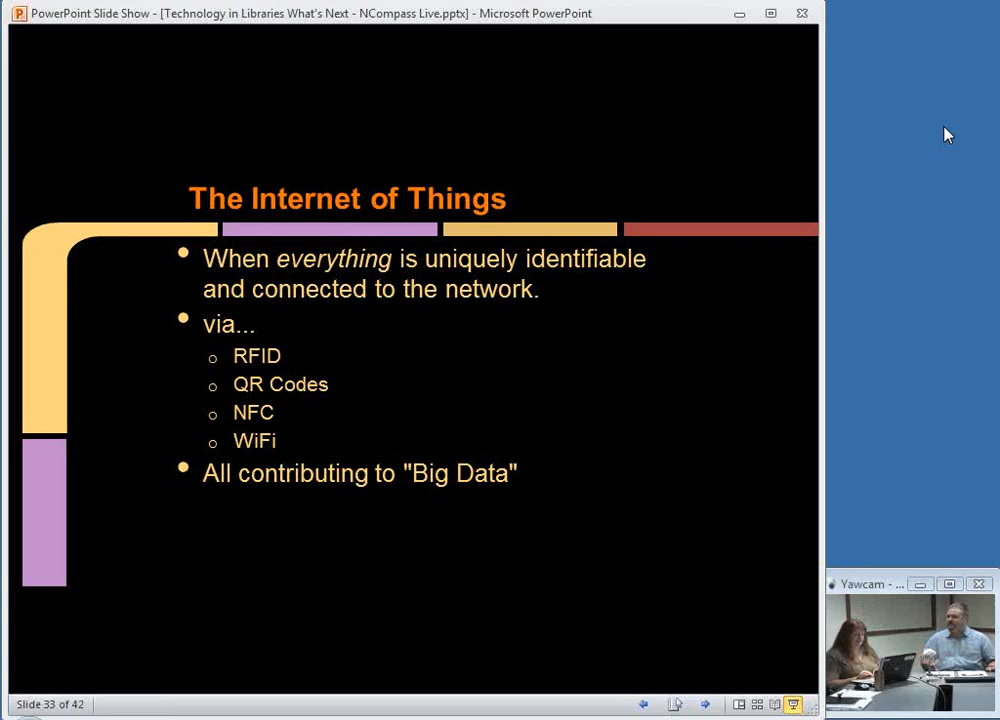 PowerPoint Slide Show - [Technology in Libraries What's Next - NCompass Live.pptx] - Microsoft PowerPoint
The Internet of Things
• When everything is uniquely identifiable
and connected to the network.
• via...
o RFID
o QR Codes
o NFC
o WiFi
• All contributing to "Big Data"
Yawcam - ...
Slide 33 of 42